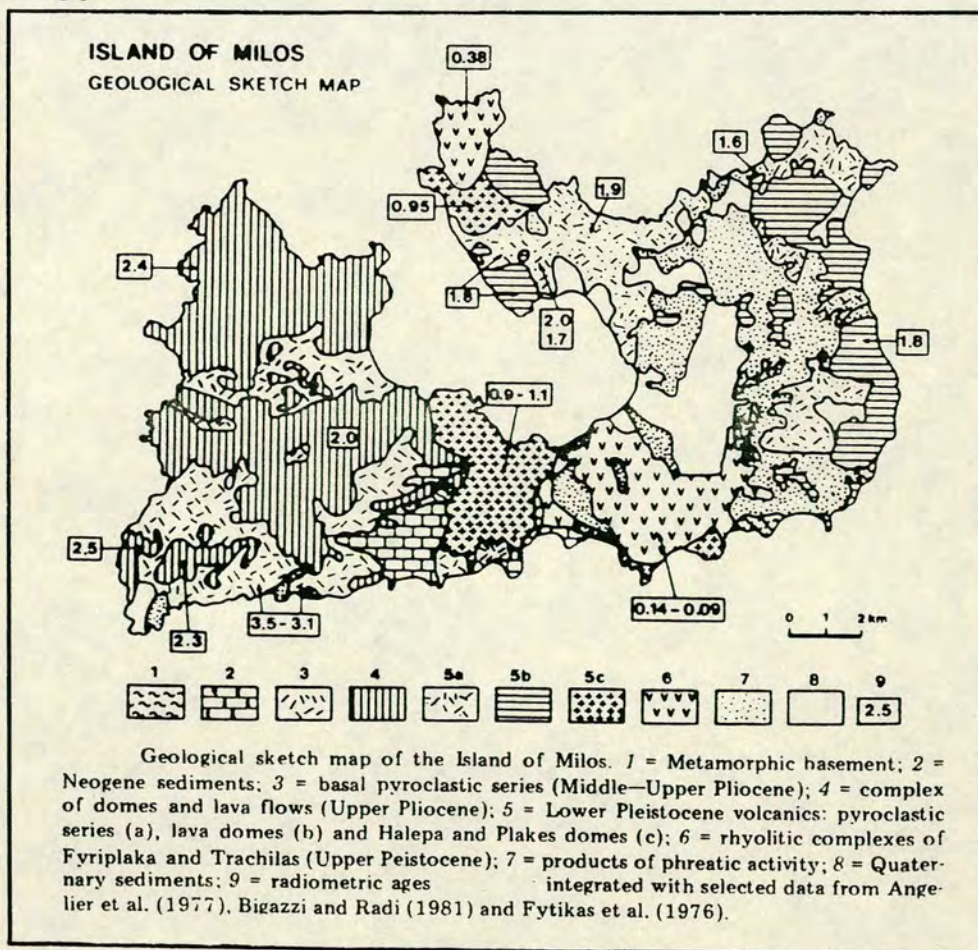 ISLAND OF MILOS
GEOLOGICAL SKETCH MAP
0.38
1.6
1.9
0.95
2.4
1.8
2.0
1.7
1.8
0.9 - 1.1
2.0
2.5
2.3
3.5 - 3.1
0.14 - 0.09
0 1 2 km
1 2 3 4 5a 5b 5c 6 7 8 9
2.5
Geological sketch map of the Island of Milos. 1 = Metamorphic basement; 2 =
Neogene sediments; 3 = basal pyroclastic series (Middle—Upper Pliocene); 4 = complex
of domes and lava flows (Upper Pliocene); 5 = Lower Pleistocene volcanics: pyroclastic
series (a), lava domes (b) and Halepa and Plakes domes (c); 6 = rhyolitic complexes of
Fyriplaka and Trachilas (Upper Peistocene); 7 = products of phreatic activity; 8 = Quater-
nary sediments; 9 = radiometric ages integrated with selected data from Ange-
lier et al. (1977), Bigazzi and Radi (1981) and Fytikas et al. (1976).